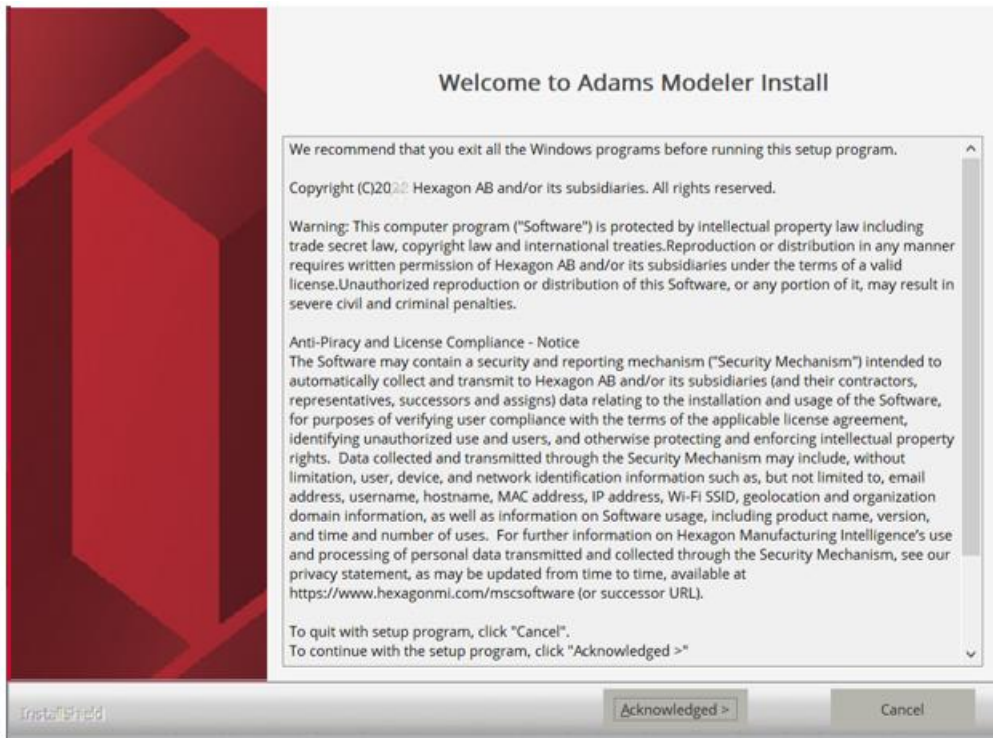 Welcome to Adams Modeler Install
We recommend that you exit all the Windows programs before running this setup program.
Copyright (C)2022 Hexagon AB and/or its subsidiaries. All rights reserved.
Warning: This computer program ("Software") is protected by intellectual property law including
trade secret law, copyright law and international treaties.Reproduction or distribution in any manner
requires written permission of Hexagon AB and/or its subsidiaries under the terms of a valid
license.Unauthorized reproduction or distribution of this Software, or any portion of it, may result in
severe civil and criminal penalties.
Anti-Piracy and License Compliance - Notice
The Software may contain a security and reporting mechanism ("Security Mechanism") intended to
automatically collect and transmit to Hexagon AB and/or its subsidiaries (and their contractors,
representatives, successors and assigns) data relating to the installation and usage of the Software,
for purposes of verifying user compliance with the terms of the applicable license agreement,
identifying unauthorized use and users, and otherwise protecting and enforcing intellectual property
rights.  Data collected and transmitted through the Security Mechanism may include, without
limitation, user, device, and network identification information such as, but not limited to, email
address, username, hostname, MAC address, IP address, Wi-Fi SSID, geolocation and organization
domain information, as well as information on Software usage, including product name, version,
and time and number of uses.  For further information on Hexagon Manufacturing Intelligence's use
and processing of personal data transmitted and collected through the Security Mechanism, see our
privacy statement, as may be updated from time to time, available at
https://www.hexagonmi.com/mscsoftware (or successor URL).
To quit with setup program, click "Cancel".
To continue with the setup program, click "Acknowledged >"
InstallShield
Acknowledged >
Cancel